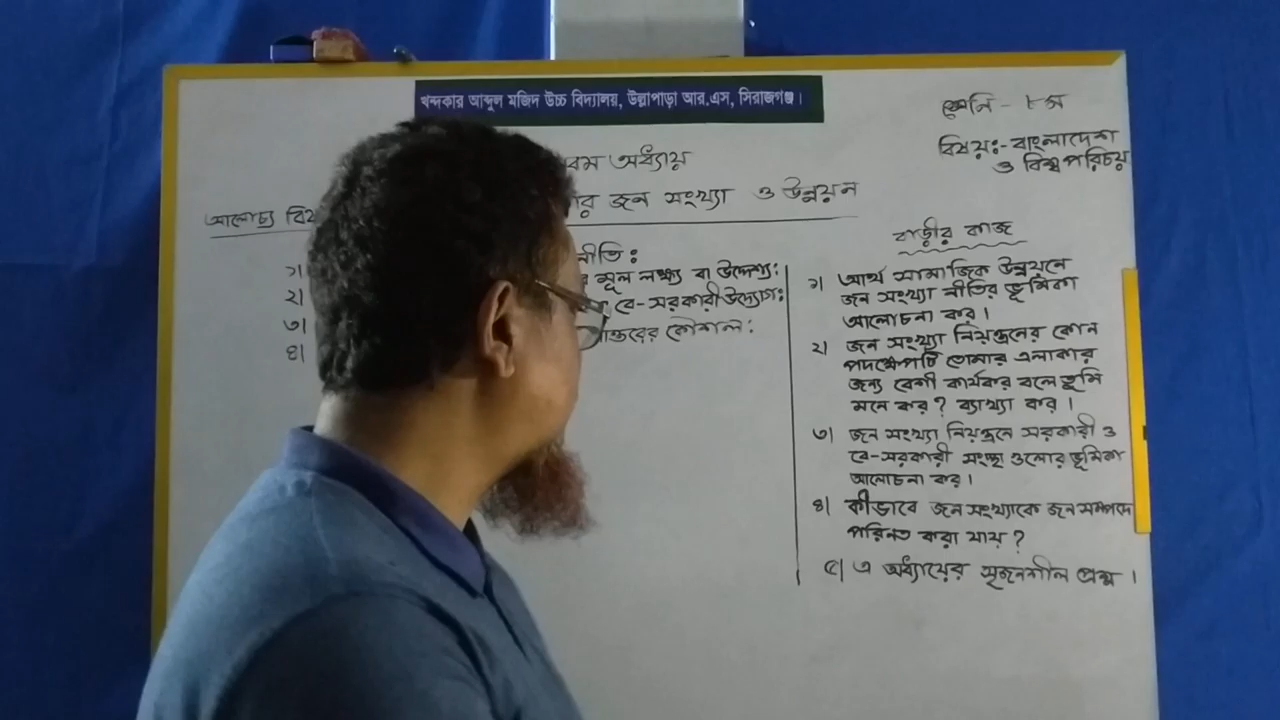 খন্দকার আব্দুল মজিদ উচ্চ বিদ্যালয়, উল্লাপাড়া আর.এস, সিরাজগঞ্জ।
শ্রেনি - ৮ম
বিষয়ঃ- বাংলাদেশ
ও বিশ্ব পরিচয়
অধ্যায়
জন সংখ্যা ও উন্নয়ন
আলোচ্য
নীতি :
১।
মূল লক্ষ্য বা উদ্দেশ্য :
২।
বে-সরকারী উদ্যোগ :
৩।
কৌশল :
৪।
বাড়ীর কাজ
১। আর্থ সামাজিক উন্নয়নে
জন সংখ্যা নীতির ভূমিকা
আলোচনা কর।
২। জন সংখ্যা নিয়ন্ত্রনের কোন
পদক্ষেপটি তোমার এলাকার
জন্য বেশী কার্যকর বলে তুমি
মনে কর? ব্যাখ্যা কর।
৩। জন সংখ্যা নিয়ন্ত্রনে সরকারী ও
বে-সরকারী সংস্থা গুলোর ভূমিকা
আলোচনা কর।
৪। কীভাবে জন সংখ্যাকে জন সম্পদে
পরিনত করা যায়?
৫। এ অধ্যায়ের সৃজনশীল প্রশ্ন।